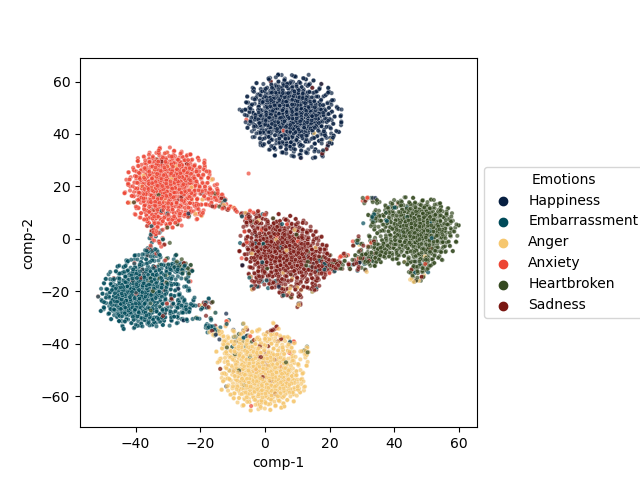 60
40
20
0
−20
−40
−60
comp-2
−40 −20 0 20 40 60
comp-1
Emotions
Happiness
Embarrassment
Anger
Anxiety
Heartbroken
Sadness